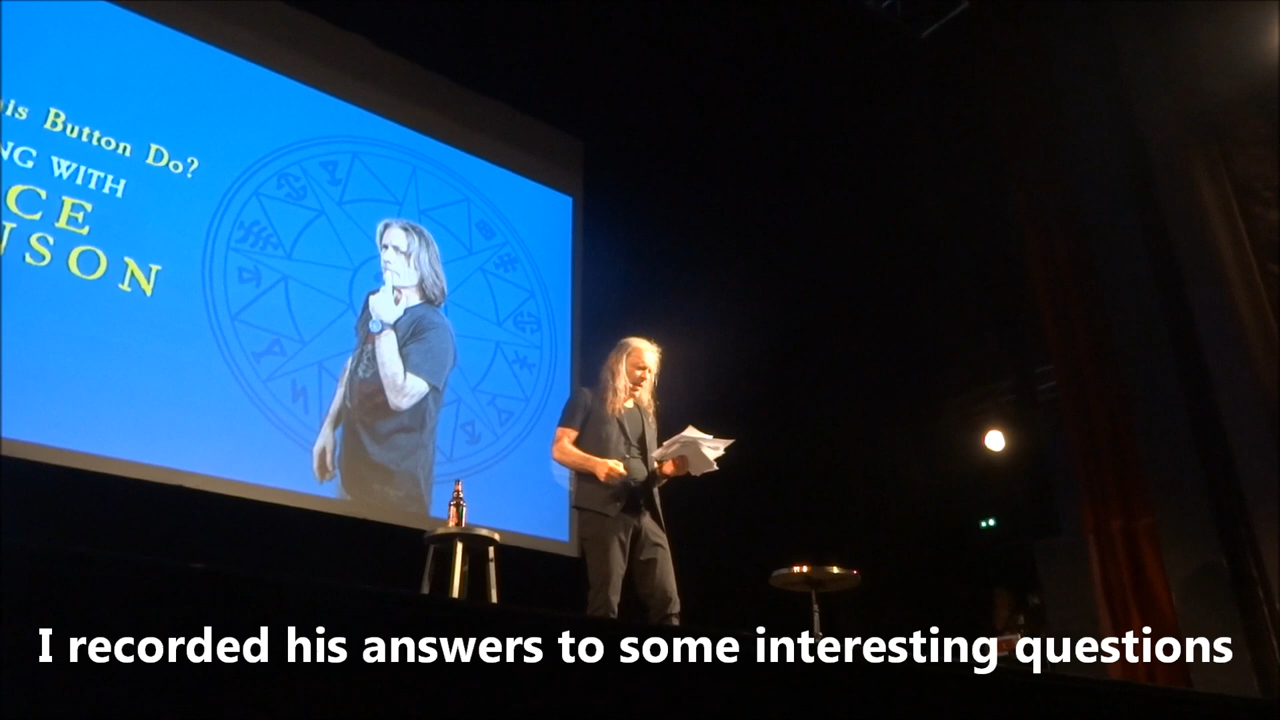 is Button Do?
NG WITH
CE
NSON
I recorded his answers to some interesting questions